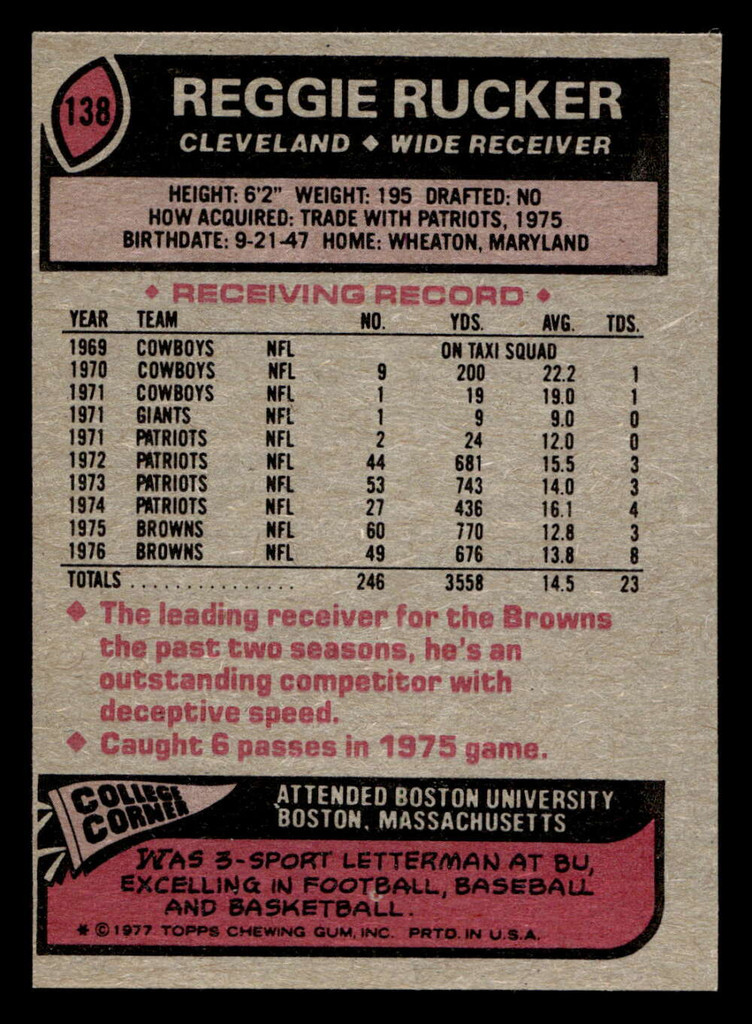 138
REGGIE RUCKER
CLEVELAND ◆ WIDE RECEIVER
HEIGHT: 6'2" WEIGHT: 195 DRAFTED: NO
HOW ACQUIRED: TRADE WITH PATRIOTS, 1975
BIRTHDATE: 9-21-47 HOME: WHEATON, MARYLAND
◆ RECEIVING RECORD ◆
YEAR TEAM NO. YDS. AVG. TDS.
1969 COWBOYS NFL ON TAXI SQUAD
1970 COWBOYS NFL 9 200 22.2 1
1971 COWBOYS NFL 1 19 19.0 1
1971 GIANTS NFL 1 9 9.0 0
1971 PATRIOTS NFL 2 24 12.0 0
1972 PATRIOTS NFL 44 681 15.5 3
1973 PATRIOTS NFL 53 743 14.0 3
1974 PATRIOTS NFL 27 436 16.1 4
1975 BROWNS NFL 60 770 12.8 3
1976 BROWNS NFL 49 676 13.8 8
TOTALS ................ 246 3558 14.5 23
◆ The leading receiver for the Browns
the past two seasons, he's an
outstanding competitor with
deceptive speed.
◆ Caught 6 passes in 1975 game.
COLLEGE
CORNER
ATTENDED BOSTON UNIVERSITY
BOSTON, MASSACHUSETTS
WAS 3-SPORT LETTERMAN AT BU,
EXCELLING IN FOOTBALL, BASEBALL
AND BASKETBALL.
* © 1977 TOPPS CHEWING GUM, INC. PRTD. IN U.S.A.